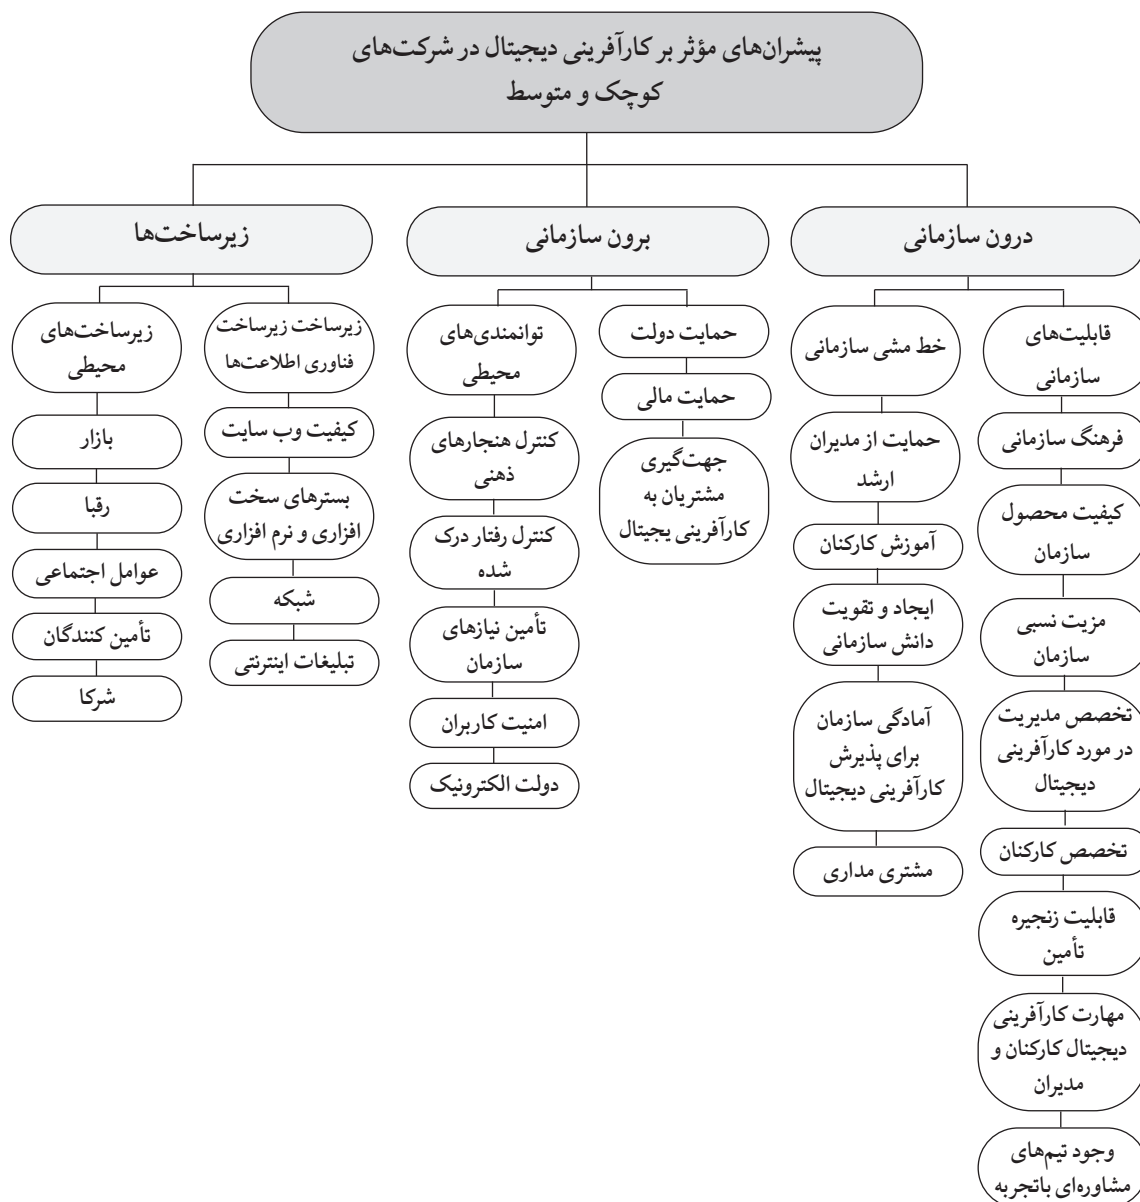 پیشران‌های مؤثر بر کارآفرینی دیجیتال در شرکت‌های
کوچک و متوسط
درون سازمانی
قابلیت‌های
سازمانی
فرهنگ سازمانی
کیفیت محصول
سازمان
مزیت نسبی
سازمان
تخصص مدیریت
در مورد کارآفرینی
دیجیتال
تخصص کارکنان
قابلیت زنجیره
تأمین
مهارت کارآفرینی
دیجیتال کارکنان و
مدیران
وجود تیم‌های
مشاوره‌ای باتجربه
خط مشی سازمانی
حمایت از مدیران
ارشد
آموزش کارکنان
ایجاد و تقویت
دانش سازمانی
آمادگی سازمان
برای پذیرش
کارآفرینی دیجیتال
مشتری مداری
برون سازمانی
حمایت دولت
حمایت مالی
جهت‌گیری
مشتریان به
کارآفرینی یجیتال
توانمندی‌های
محیطی
کنترل هنجارهای
ذهنی
کنترل رفتار درک
شده
تأمین نیازهای
سازمان
امنیت کاربران
دولت الکترونیک
زیرساخت‌ها
زیرساخت زیرساخت
فناوری اطلاعت‌ها
کیفیت وب سایت
بسترهای سخت
افزاری و نرم افزاری
شبکه
تبلیغات اینترنتی
زیرساخت‌های
محیطی
بازار
رقبا
عوامل اجتماعی
تأمین کنندگان
شرکا